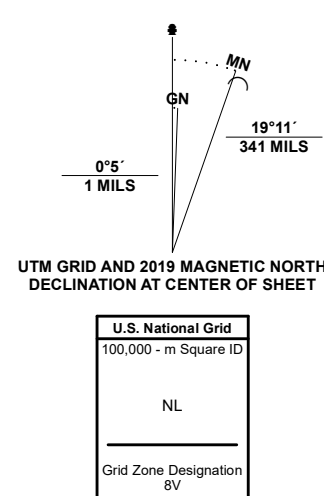 MN
GN
19°11´
341 MILS
0°5´
1 MILS
UTM GRID AND 2019 MAGNETIC NORTH
DECLINATION AT CENTER OF SHEET
U.S. National Grid
100,000 - m Square ID
NL
Grid Zone Designation
8V